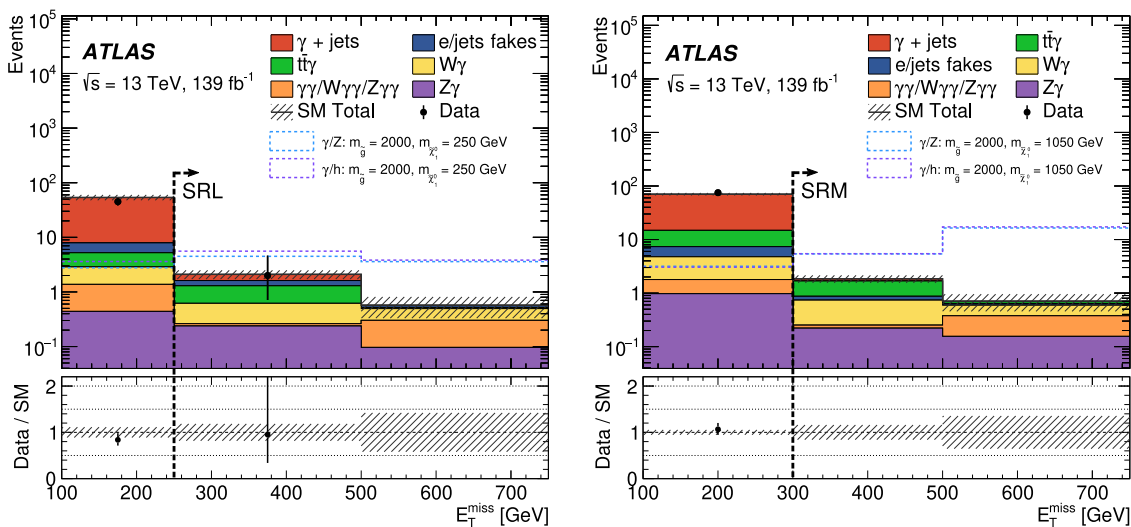 Events
10⁵
10⁴
10³
10²
10
1
10⁻¹
ATLAS
√s = 13 TeV, 139 fb⁻¹
γ + jets
e/jets fakes
tt̄γ
Wγ
γγ/Wγγ/Zγγ
Zγ
SM Total
Data
γ/Z: m_g̃ = 2000, m_χ̃₁⁰ = 250 GeV
γ/h: m_g̃ = 2000, m_χ̃₁⁰ = 250 GeV
SRL
Data / SM
2
1
0
100 200 300 400 500 600 700
E_T^miss [GeV]
Events
10⁵
10⁴
10³
10²
10
1
10⁻¹
ATLAS
√s = 13 TeV, 139 fb⁻¹
γ + jets
tt̄γ
e/jets fakes
Wγ
γγ/Wγγ/Zγγ
Zγ
SM Total
Data
γ/Z: m_g̃ = 2000, m_χ̃₁⁰ = 1050 GeV
γ/h: m_g̃ = 2000, m_χ̃₁⁰ = 1050 GeV
SRM
Data / SM
2
1
0
100 200 300 400 500 600 700
E_T^miss [GeV]